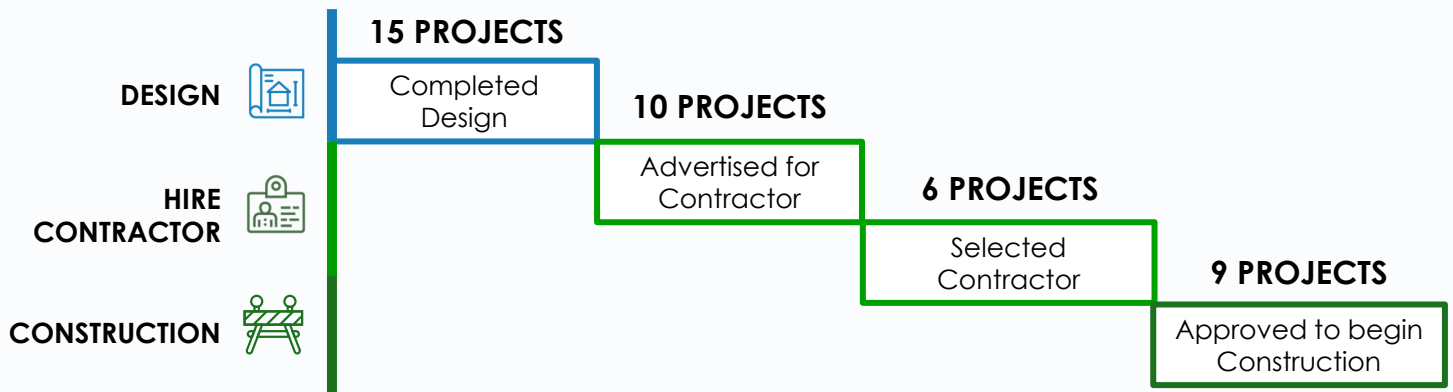 15 PROJECTS
DESIGN
Completed
Design
10 PROJECTS
HIRE
CONTRACTOR
Advertised for
Contractor
6 PROJECTS
Selected
Contractor
9 PROJECTS
CONSTRUCTION
Approved to begin
Construction